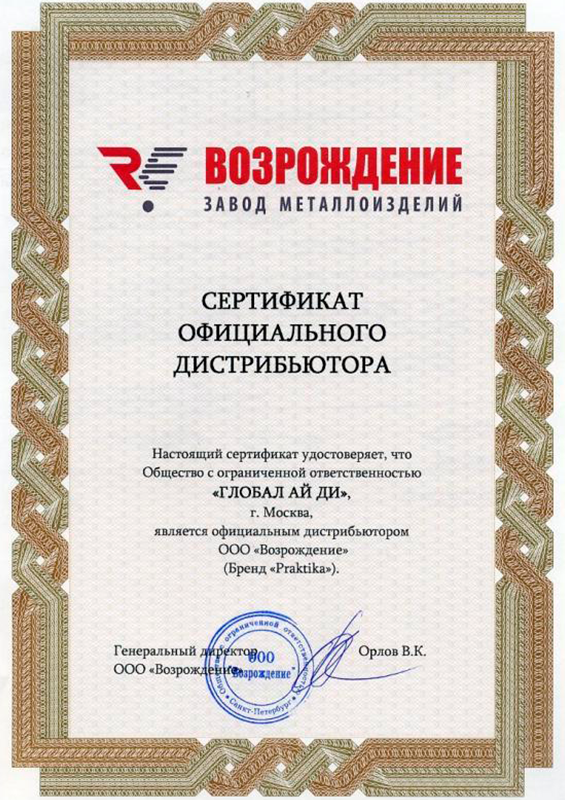 ВОЗРОЖДЕНИЕ
ЗАВОД МЕТАЛЛОИЗДЕЛИЙ
СЕРТИФИКАТ
ОФИЦИАЛЬНОГО
ДИСТРИБЬЮТОРА
Настоящий сертификат удостоверяет, что
Общество с ограниченной ответственностью
«ГЛОБАЛ АЙ ДИ»,
г. Москва,
является официальным дистрибьютором
ООО «Возрождение»
(Бренд «Praktika»).
Генеральный директор
ООО «Возрождение»
Орлов В.К.
Общество с ограниченной ответственностью
ООО
"Возрождение"
Санкт-Петербург